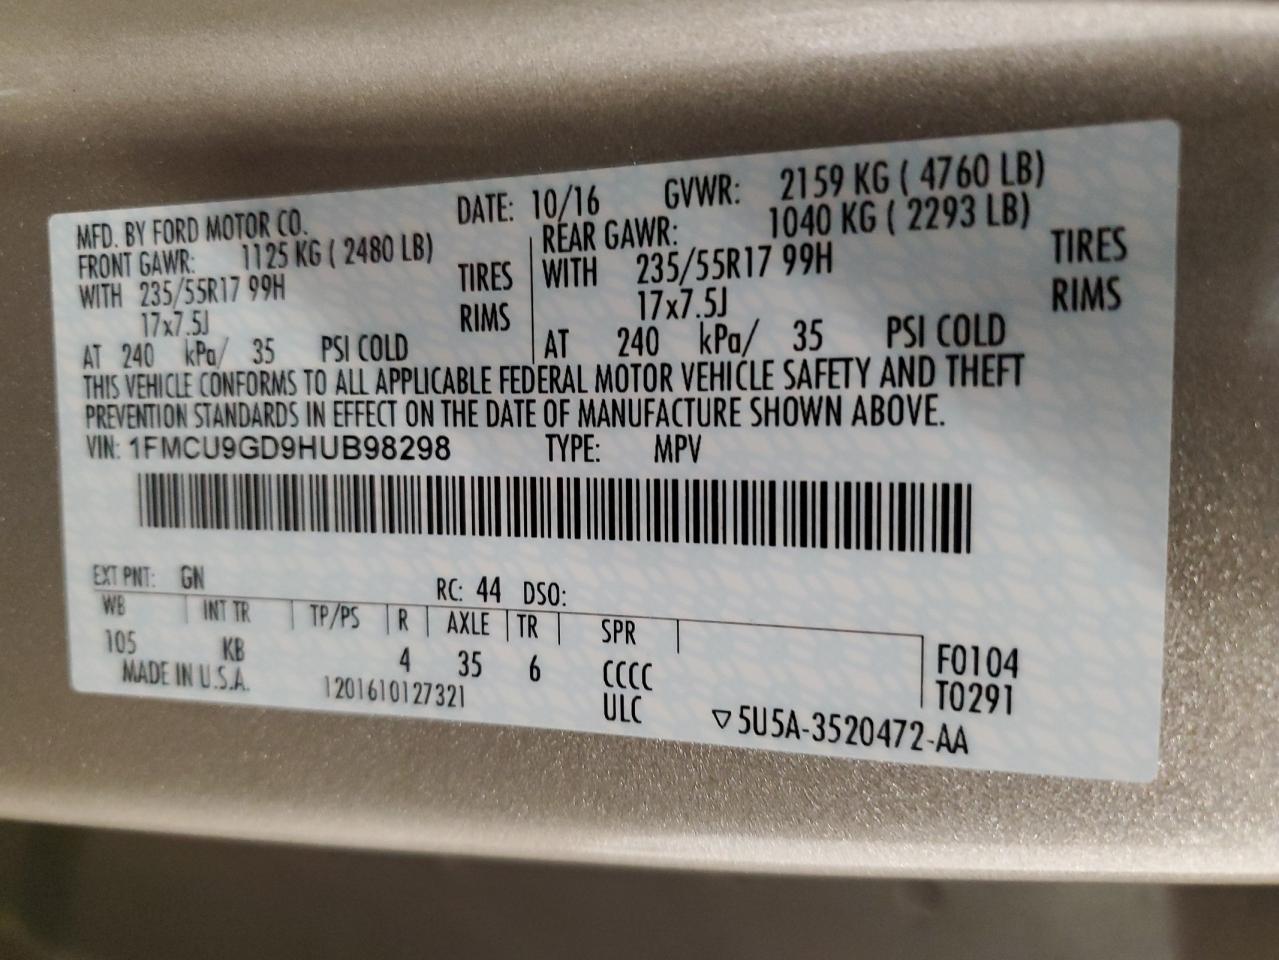 MFD. BY FORD MOTOR CO. DATE: 10/16 GVWR: 2159 KG ( 4760 LB)
FRONT GAWR: 1125 KG ( 2480 LB) REAR GAWR: 1040 KG ( 2293 LB)
WITH 235/55R17 99H TIRES WITH 235/55R17 99H TIRES
17x7.5J RIMS 17x7.5J RIMS
AT 240 kPa/ 35 PSI COLD AT 240 kPa/ 35 PSI COLD
THIS VEHICLE CONFORMS TO ALL APPLICABLE FEDERAL MOTOR VEHICLE SAFETY AND THEFT
PREVENTION STANDARDS IN EFFECT ON THE DATE OF MANUFACTURE SHOWN ABOVE.
VIN: 1FMCU9GD9HUB98298 TYPE: MPV
EXT PNT: GN RC: 44 DSO:
WB INT TR TP/PS R AXLE TR SPR
105 KB 4 35 6 CCCC F0104
MADE IN U.S.A. 1201610127321 ULC T0291
▽5U5A-3520472-AA